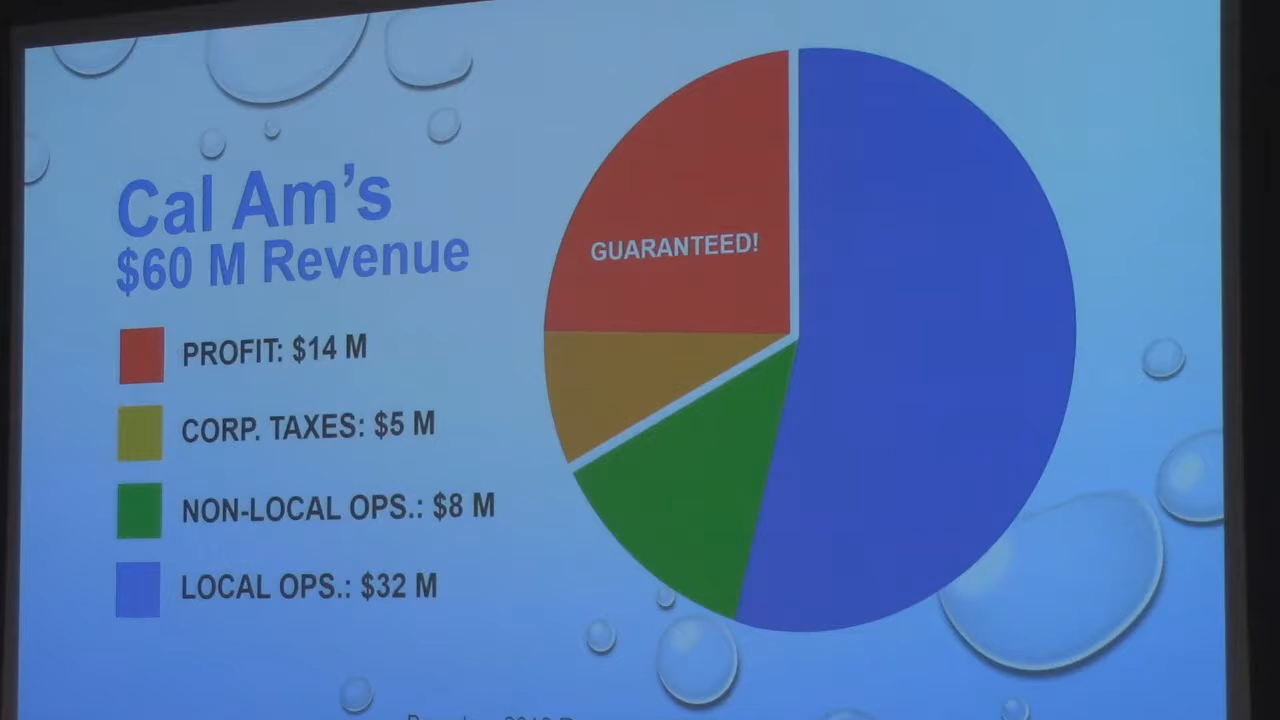 Cal Am's
$60 M Revenue
PROFIT: $14 M
CORP. TAXES: $5 M
NON-LOCAL OPS.: $8 M
LOCAL OPS.: $32 M
GUARANTEED!